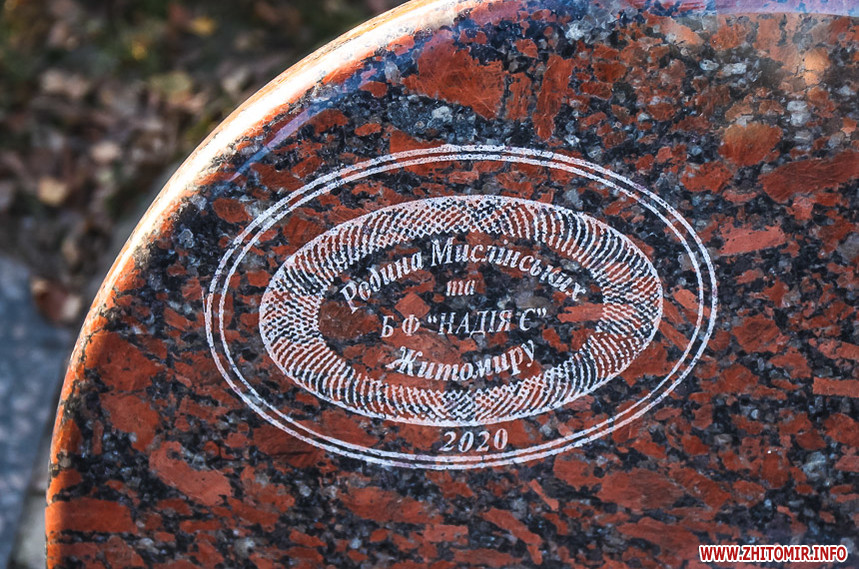 Родина Мислінських
та
Б Ф “НАДІЯ Є”
Житомиру
2020
WWW.ZHITOMIR.INFO